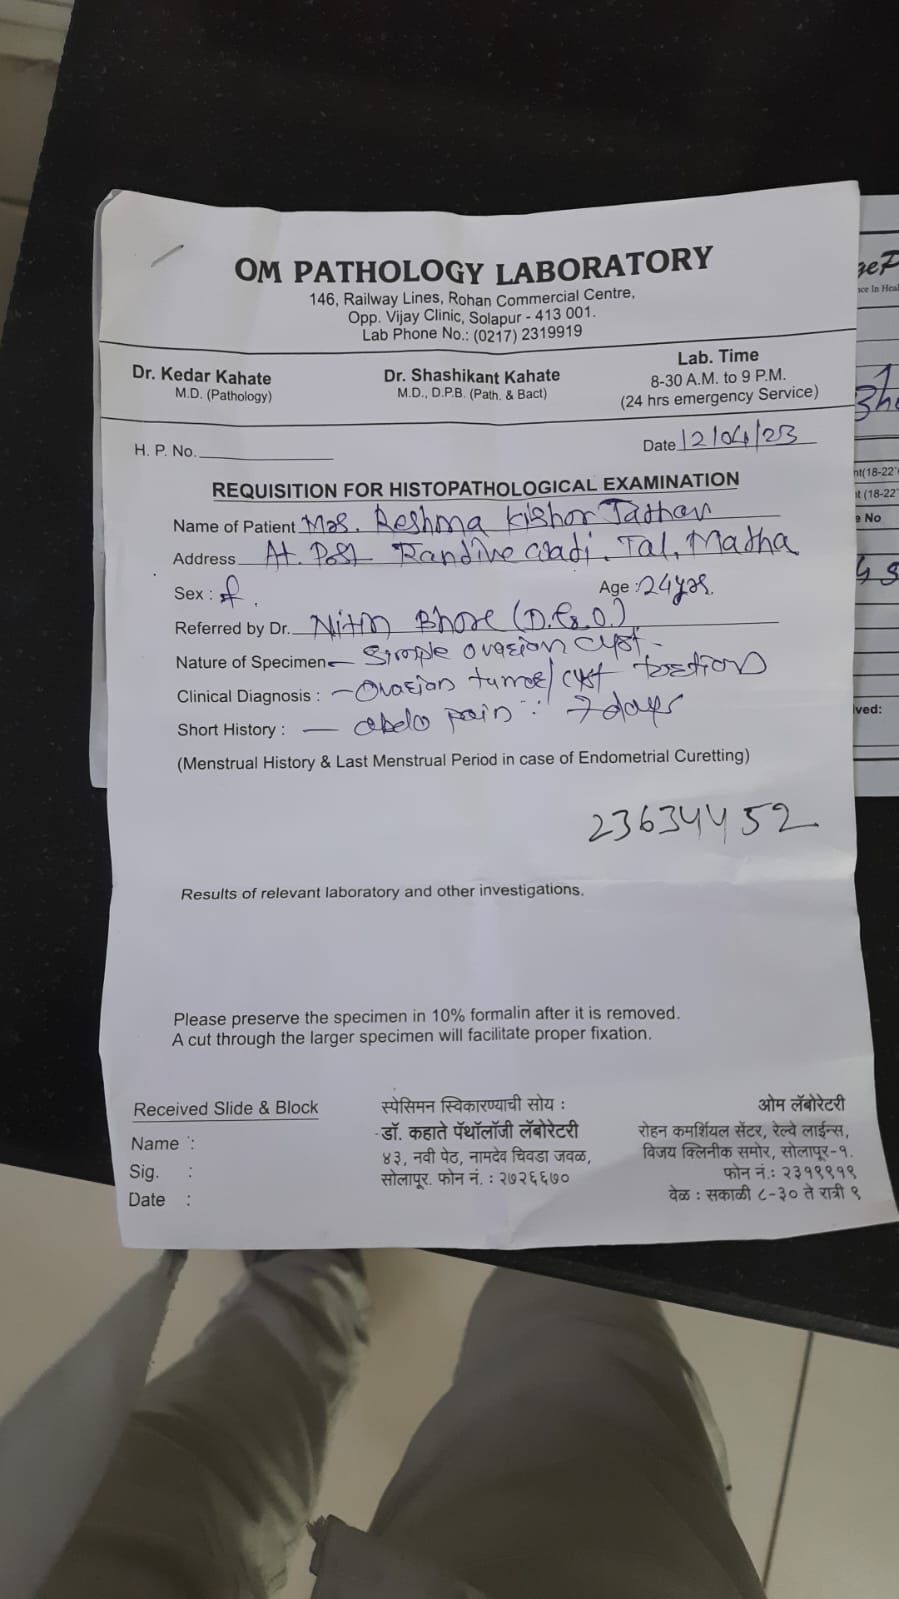 OM PATHOLOGY LABORATORY
146, Railway Lines, Rohan Commercial Centre,
Opp. Vijay Clinic, Solapur - 413 001.
Lab Phone No.: (0217) 2319919
Dr. Kedar Kahate
M.D. (Pathology)
Dr. Shashikant Kahate
M.D., D.P.B. (Path. & Bact)
Lab. Time
8-30 A.M. to 9 P.M.
(24 hrs emergency Service)
H. P. No.
Date 12/04/23
REQUISITION FOR HISTOPATHOLOGICAL EXAMINATION
Name of Patient Mrs. Reshma Kishor
Address At. Post Tal. Madha
Sex : f. Age : 24 yrs.
Referred by Dr. Nitin Bhore
Nature of Specimen Simple ovarian cyst.
Clinical Diagnosis : - Ovarian tumor/cyst torsion
Short History : - abdo pain : 7 days
(Menstrual History & Last Menstrual Period in case of Endometrial Curetting)
23634452
Results of relevant laboratory and other investigations.
Please preserve the specimen in 10% formalin after it is removed.
A cut through the larger specimen will facilitate proper fixation.
Received Slide & Block
Name :
Sig. :
Date :
स्पेसिमन स्विकारण्याची सोय :
डॉ. कहाते पॅथॉलॉजी लॅबोरेटरी
४३, नवी पेठ, नामदेव चिवडा जवळ,
सोलापूर. फोन नं. : २७२६६७०
ओम लॅबोरेटरी
रोहन कमर्शियल सेंटर, रेल्वे लाईन्स,
विजय क्लिनीक समोर, सोलापूर-१.
फोन नं.: २३१९९१९
वेळ : सकाळी ८-३० ते रात्री ९